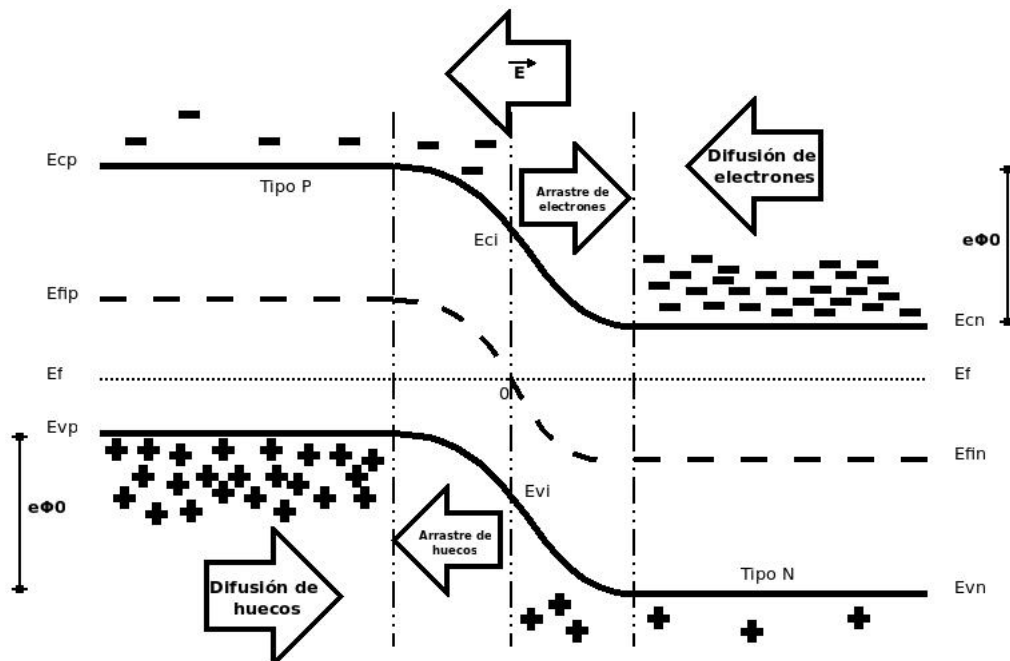 E
Ecp
Tipo P
Difusión de
electrones
Arrastre de
electrones
Eci
eΦ0
Efip
Ecn
Ef
Ef
0
Evp
Efin
Evi
eΦ0
Arrastre de
huecos
Difusión de
huecos
Tipo N
Evn